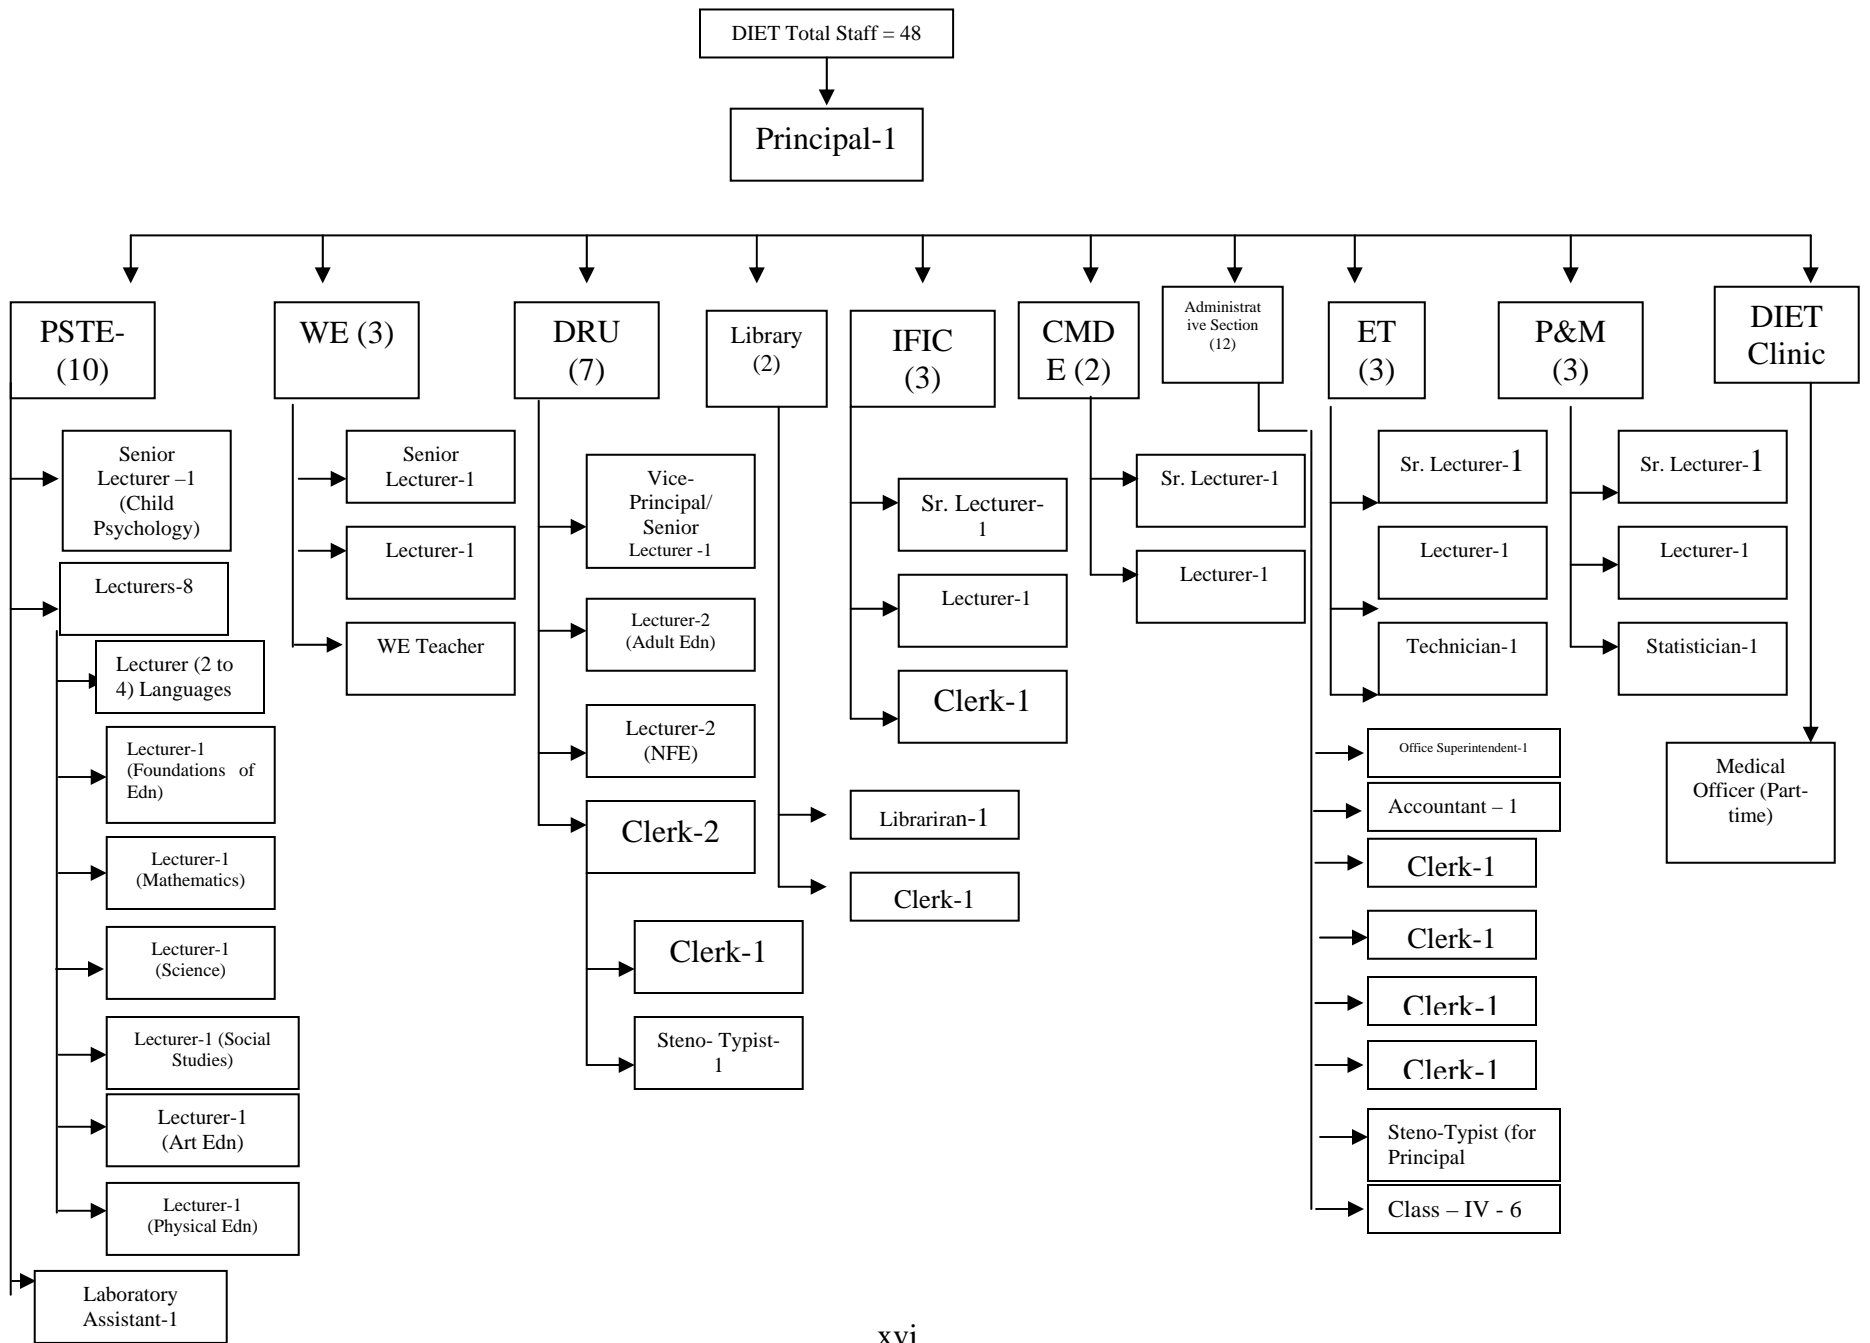 DIET Total Staff = 48
Principal-1
PSTE-
(10)
WE (3)
DRU
(7)
Library
(2)
IFIC
(3)
CMD
E (2)
Administrat
ive Section
(12)
ET
(3)
P&M
(3)
DIET
Clinic
Senior
Lecturer –1
(Child
Psychology)
Lecturers-8
Lecturer (2 to
4) Languages
Lecturer-1
(Foundations of
Edn)
Lecturer-1
(Mathematics)
Lecturer-1
(Science)
Lecturer-1 (Social
Studies)
Lecturer-1
(Art Edn)
Lecturer-1
(Physical Edn)
Laboratory
Assistant-1
Senior
Lecturer-1
Lecturer-1
WE Teacher
Vice-
Principal/
Senior
Lecturer -1
Lecturer-2
(Adult Edn)
Lecturer-2
(NFE)
Clerk-2
Clerk-1
Steno- Typist-
1
Librariran-1
Clerk-1
Sr. Lecturer-
1
Lecturer-1
Clerk-1
Sr. Lecturer-1
Lecturer-1
Office Superintendent-1
Accountant – 1
Clerk-1
Clerk-1
Clerk-1
Clerk-1
Steno-Typist (for
Principal
Class – IV - 6
Sr. Lecturer-1
Lecturer-1
Technician-1
Sr. Lecturer-1
Lecturer-1
Statistician-1
Medical
Officer (Part-
time)
xvi